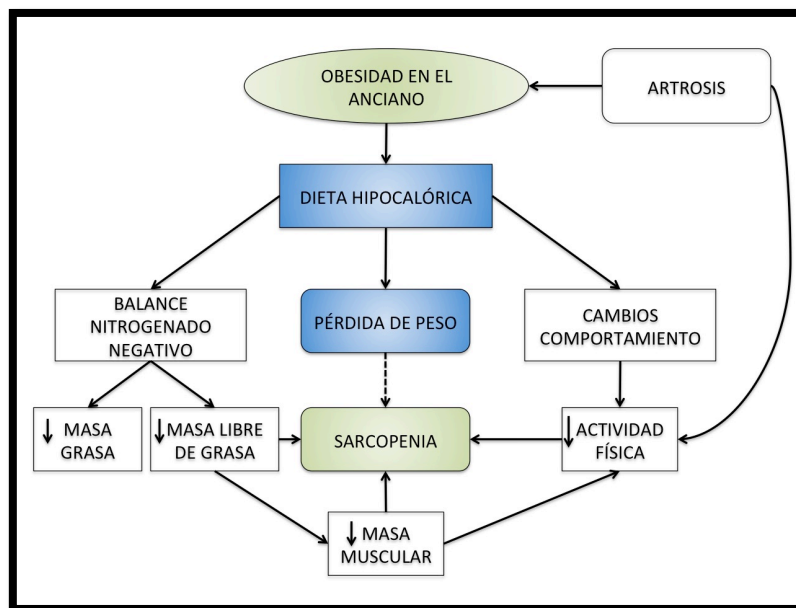 OBESIDAD EN EL
ANCIANO
ARTROSIS
DIETA HIPOCALÓRICA
BALANCE
NITROGENADO
NEGATIVO
PÉRDIDA DE PESO
CAMBIOS
COMPORTAMIENTO
↓ MASA
GRASA
↓ MASA LIBRE
DE GRASA
SARCOPENIA
↓ ACTIVIDAD
FÍSICA
↓ MASA
MUSCULAR